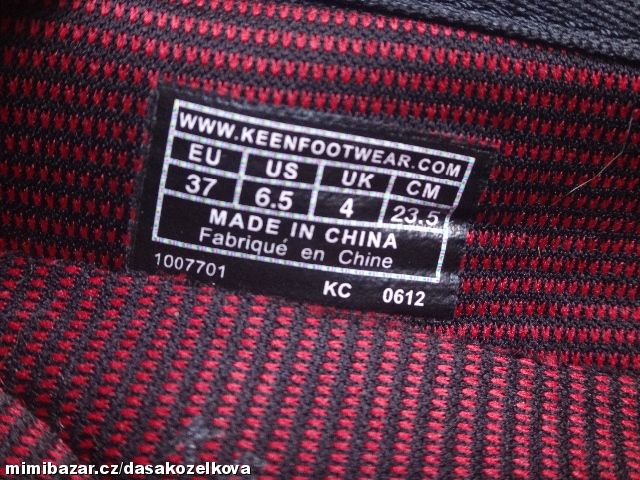 WWW.KEENFOOTWEAR.COM
EU US UK CM
37 6.5 4 23.5
MADE IN CHINA
Fabriqué en Chine
1007701 KC 0612
mimibazar.cz/dasakozelkova